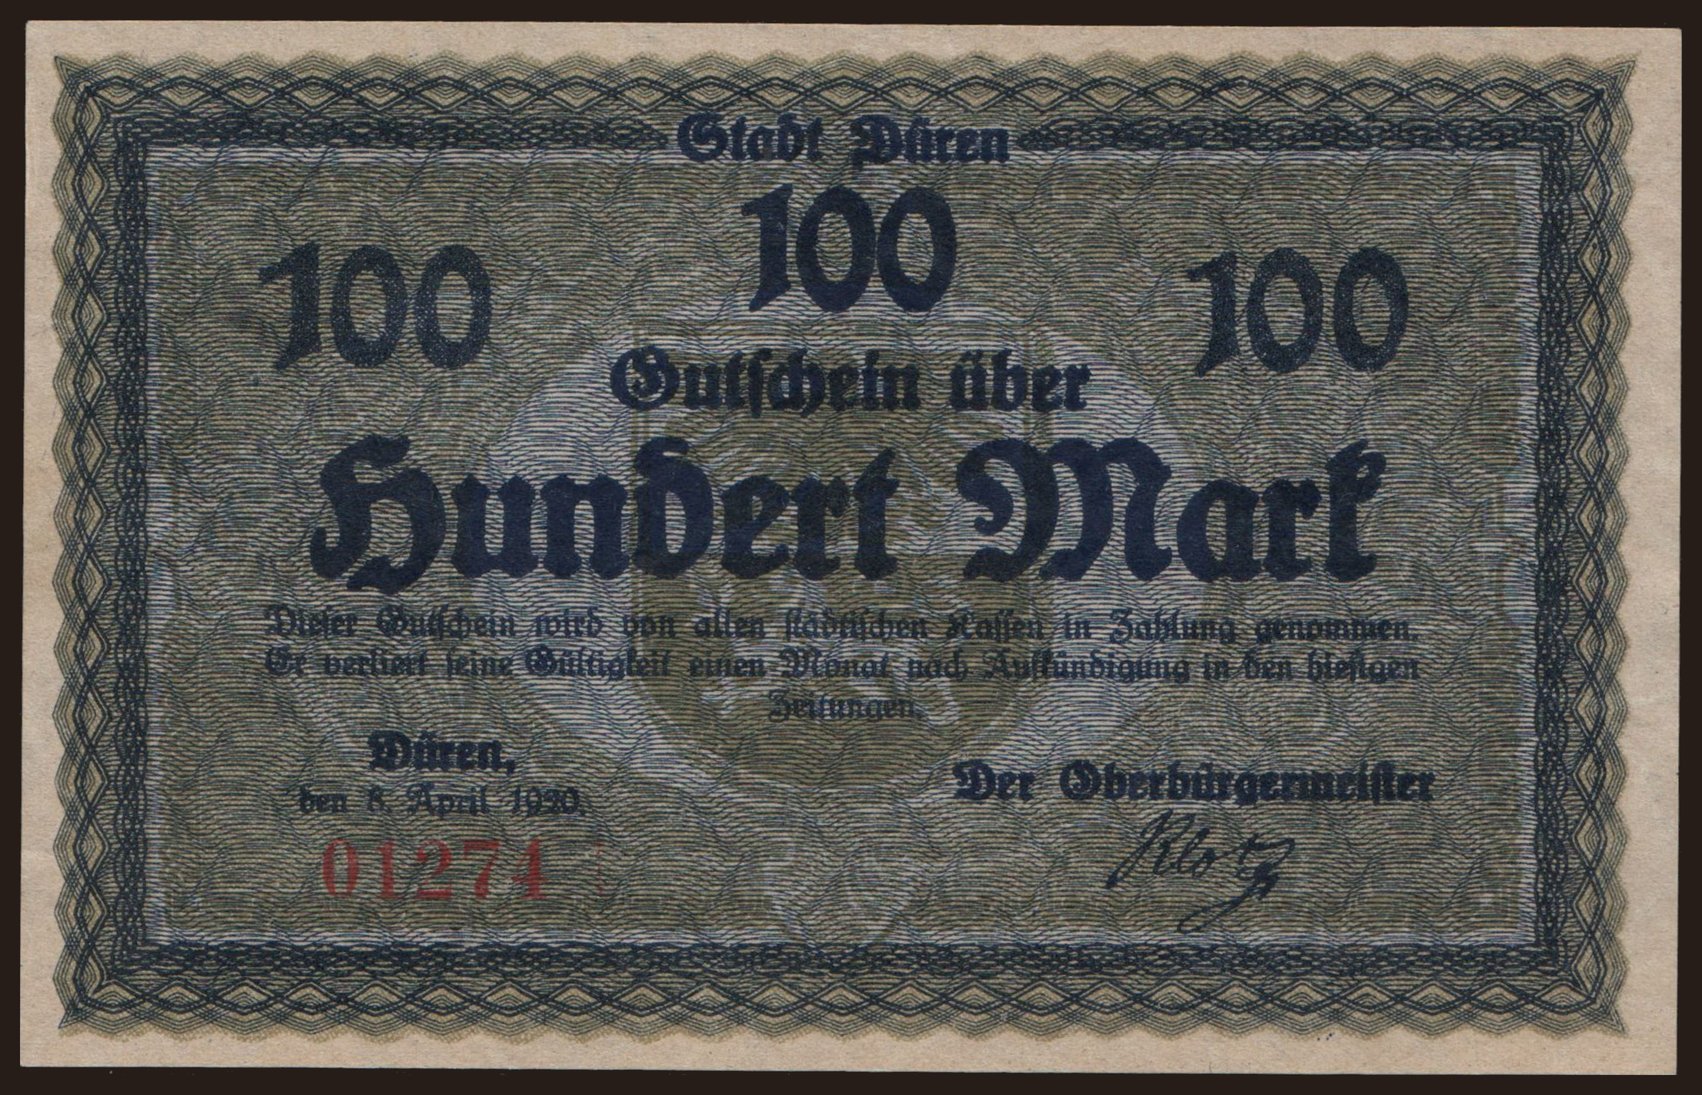 Stadt Düren
100
100
100
Gutschein über
Hundert Mark
Dieser Gutschein wird von allen städtischen Kassen in Zahlung genommen.
Er verliert seine Gültigkeit einen Monat nach Aufkündigung in den hiesigen
Zeitungen.
Düren,
den 8. April 1920.
01274
Der Oberbürgermeister
Klotz